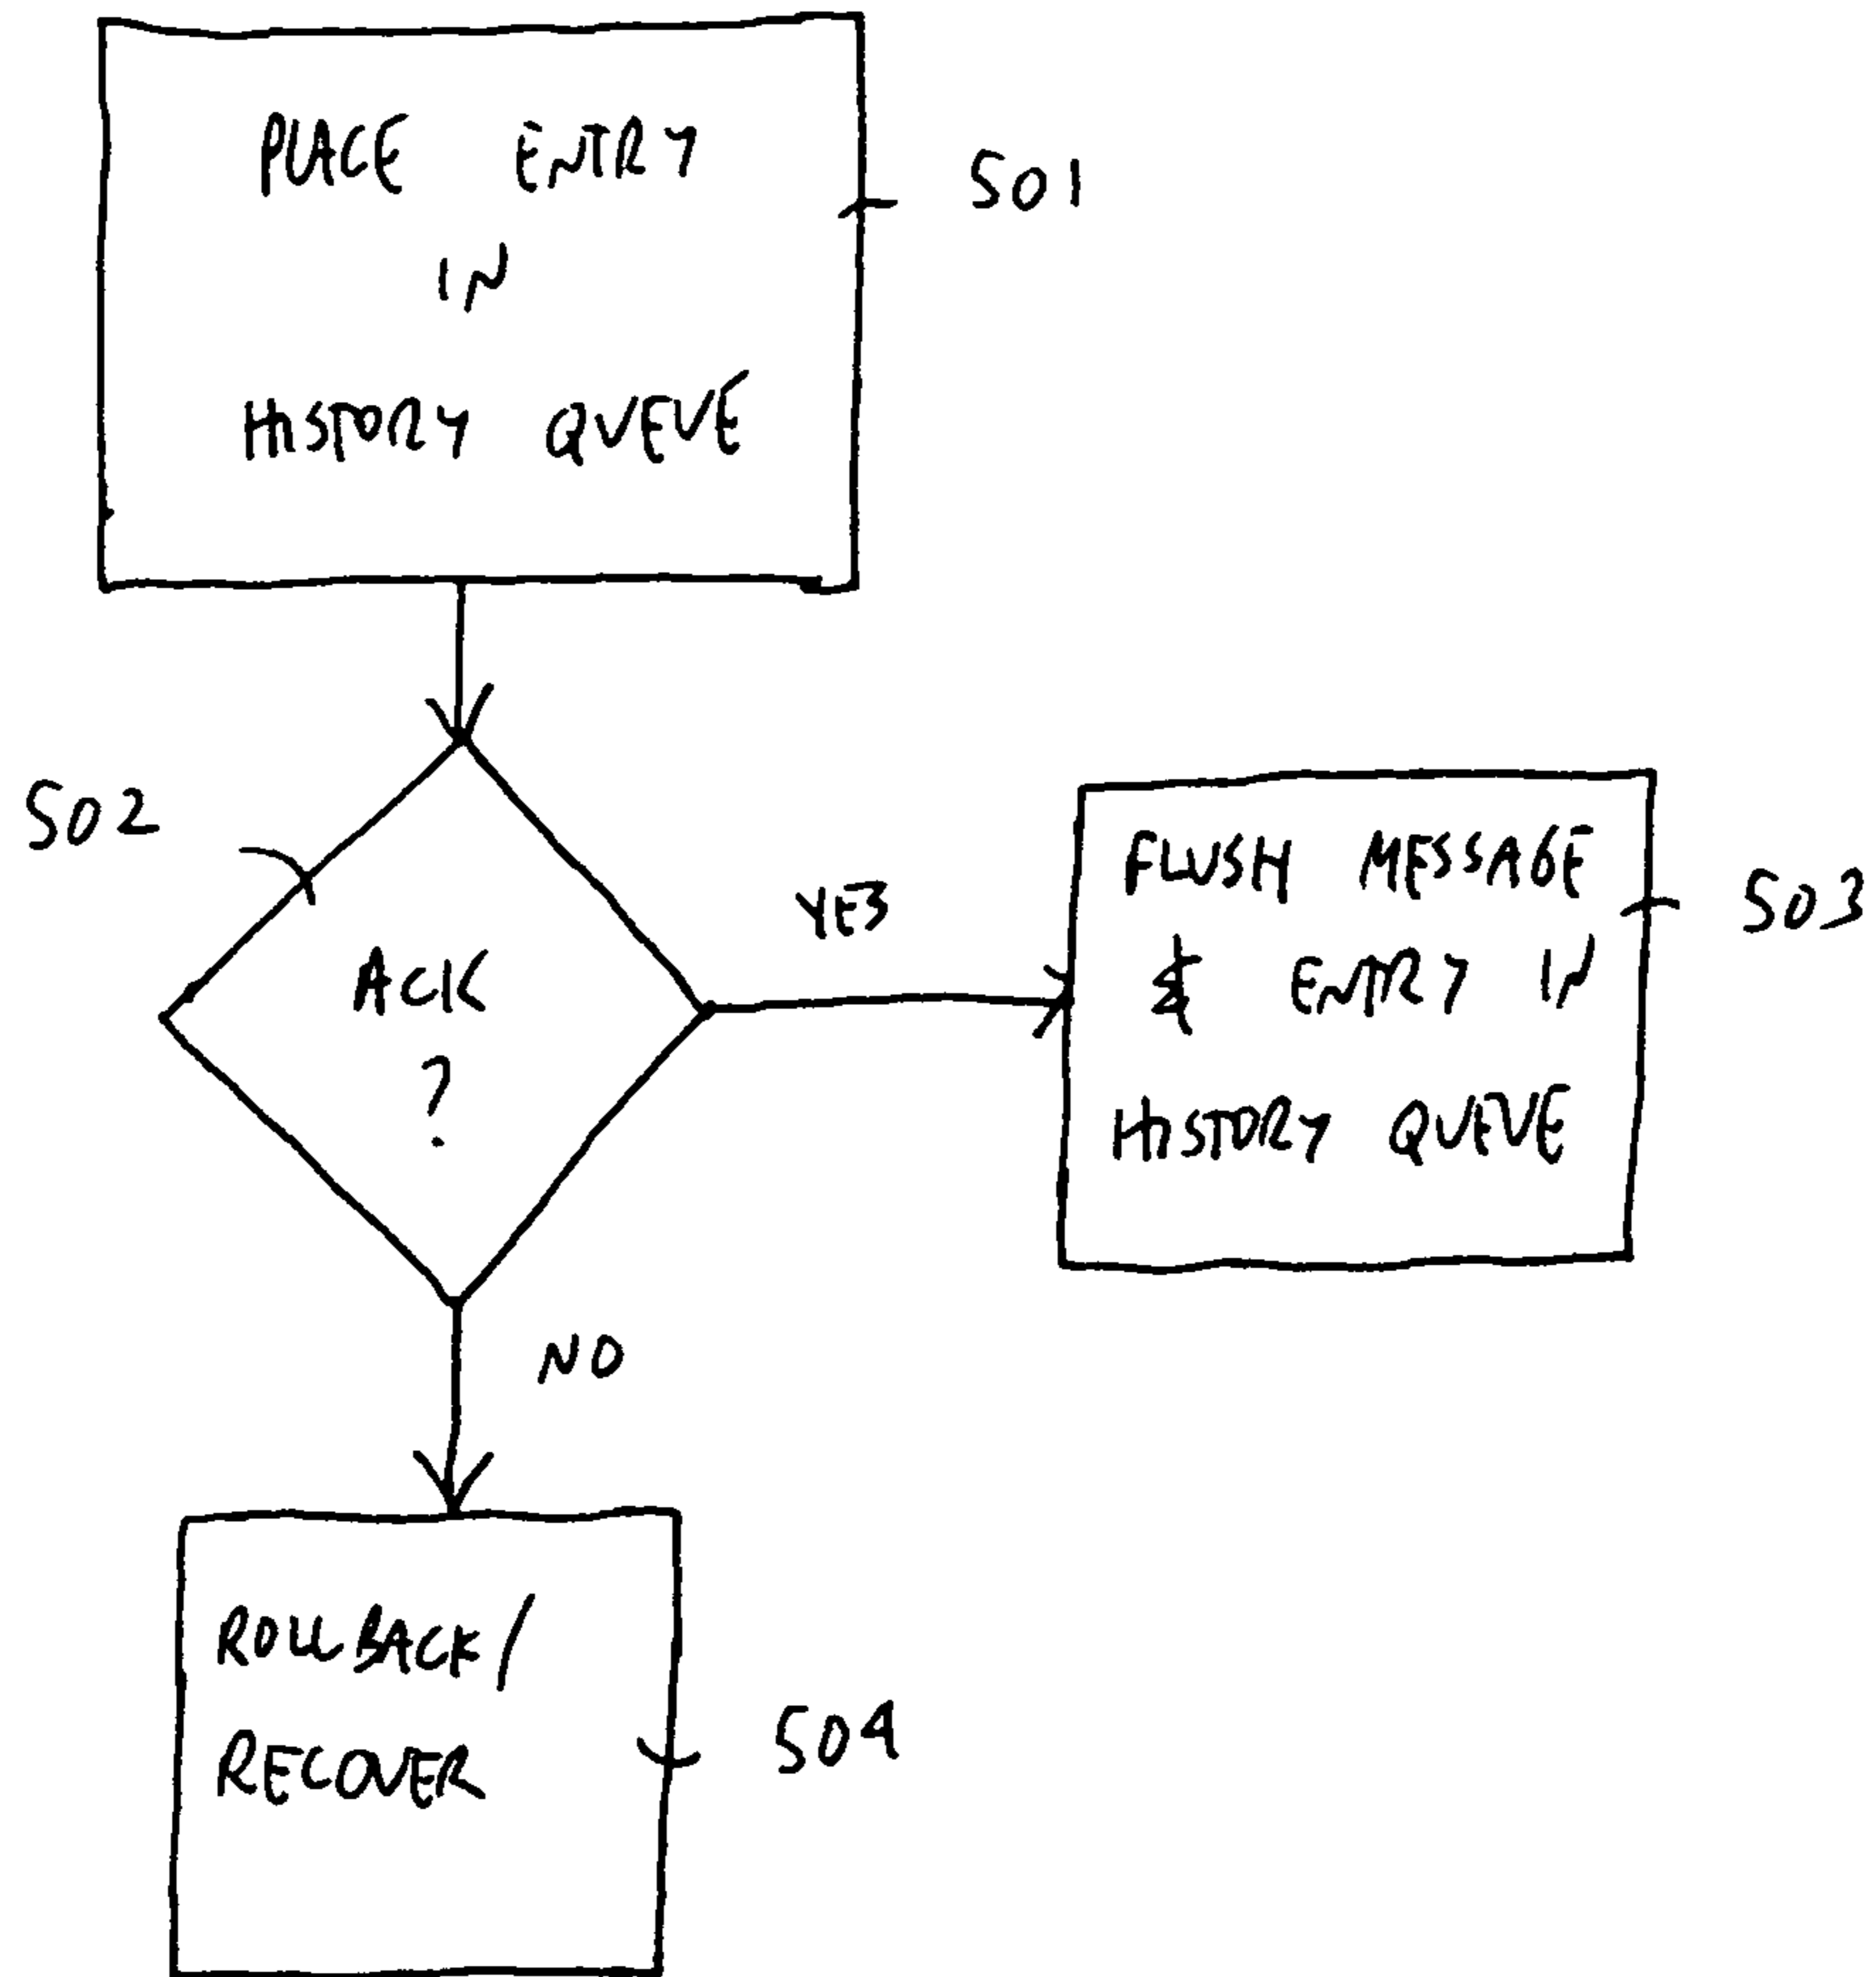 PLACE ENTRY
IN
HISTORY QUEUE
501
502
ACK
?
YES
FLUSH MESSAGE
& ENTRY IN
HISTORY QUEUE
503
NO
ROLLBACK/
RECOVER
504